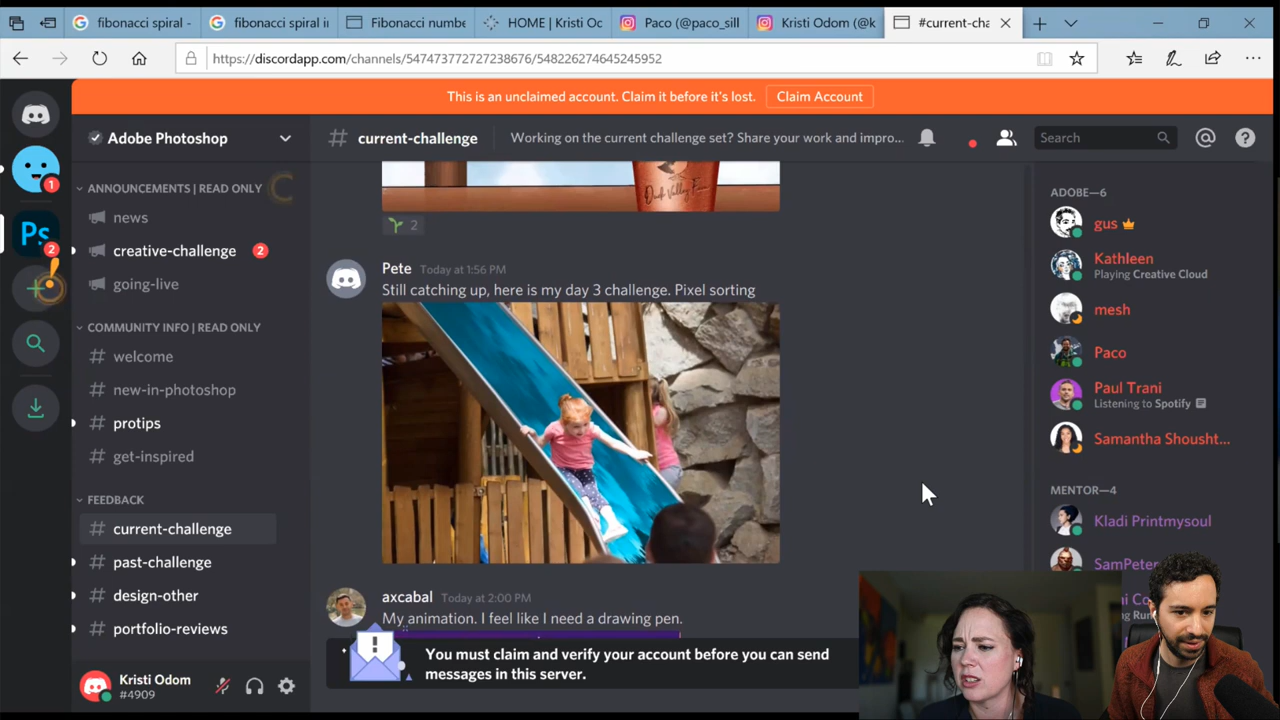 fibonacci spiral -
fibonacci spiral ir
Fibonacci numbe
HOME | Kristi Oc
Paco (@paco_sill
Kristi Odom (@k
#current-cha
https://discordapp.com/channels/547473772727238676/548226274645245952
This is an unclaimed account. Claim it before it's lost.
Claim Account
Adobe Photoshop
# current-challenge
Working on the current challenge set? Share your work and impro...
Search
ANNOUNCEMENTS | READ ONLY
news
creative-challenge 2
going-live
COMMUNITY INFO | READ ONLY
# welcome
# new-in-photoshop
# protips
# get-inspired
FEEDBACK
# current-challenge
# past-challenge
# design-other
# portfolio-reviews
1
Ps
2
Kristi Odom
#4909
Duck Valley
2
Pete Today at 1:56 PM
Still catching up, here is my day 3 challenge. Pixel sorting
axcabal Today at 2:00 PM
My animation. I feel like I need a drawing pen.
You must claim and verify your account before you can send
messages in this server.
ADOBE—6
gus
Kathleen
Playing Creative Cloud
mesh
Paco
Paul Trani
Listening to Spotify
Samantha Shousht...
MENTOR—4
Kladi Printmysoul
SamPeter